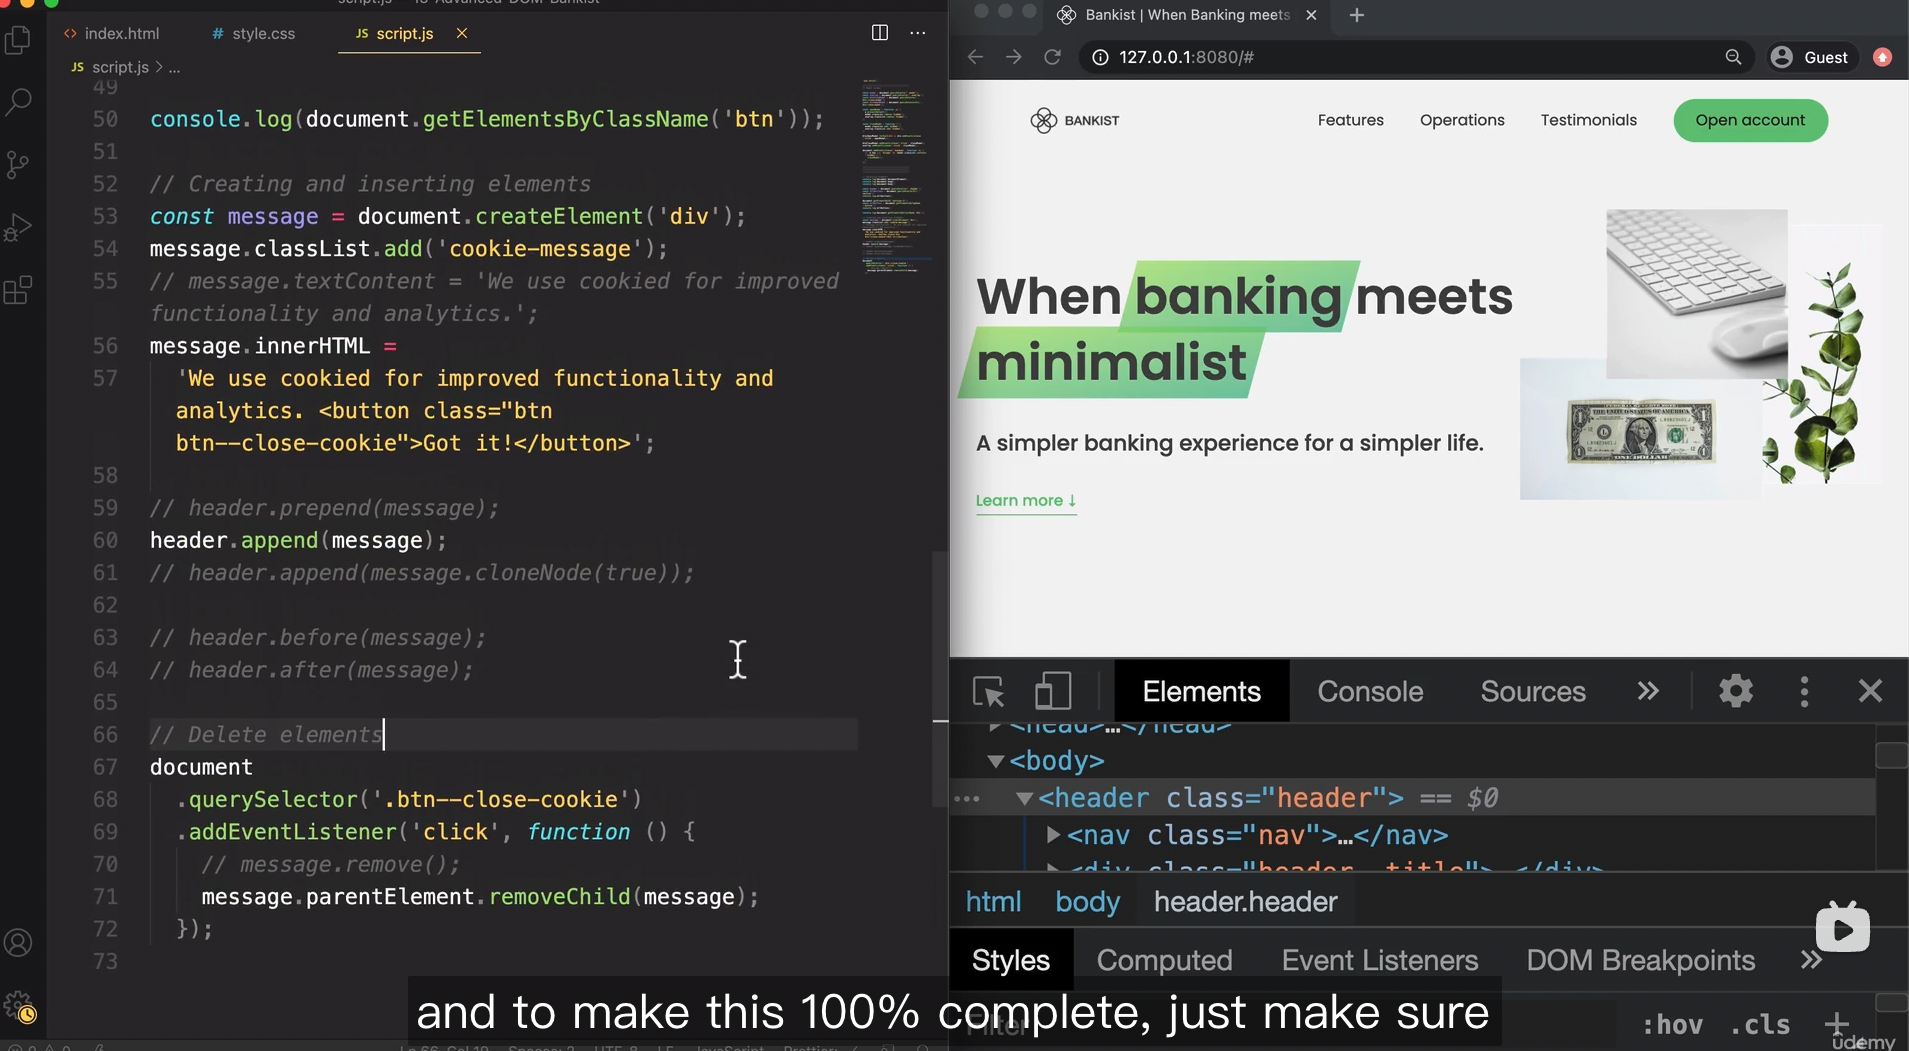 index.html
# style.css
JS script.js
JS script.js > ...
Bankist | When Banking meets
127.0.0.1:8080/#
Guest
49
50 console.log(document.getElementsByClassName('btn'));
51
52 // Creating and inserting elements
53 const message = document.createElement('div');
54 message.classList.add('cookie-message');
55 // message.textContent = 'We use cookied for improved
functionality and analytics.';
56 message.innerHTML =
57 'We use cookied for improved functionality and
analytics. <button class="btn
btn--close-cookie">Got it!</button>';
58
59 // header.prepend(message);
60 header.append(message);
61 // header.append(message.cloneNode(true));
62
63 // header.before(message);
64 // header.after(message);
65
66 // Delete elements
67 document
68 .querySelector('.btn--close-cookie')
69 .addEventListener('click', function () {
70 // message.remove();
71 message.parentElement.removeChild(message);
72 });
73
BANKIST
Features Operations Testimonials Open account
When banking meets
minimalist
A simpler banking experience for a simpler life.
Learn more ↓
Elements Console Sources »
<head>…</head>
<body>
<header class="header"> == $0
<nav class="nav">…</nav>
<div class="header__title">…</div>
html body header.header
Styles Computed Event Listeners DOM Breakpoints »
Filter :hov .cls +
and to make this 100% complete, just make sure
udemy